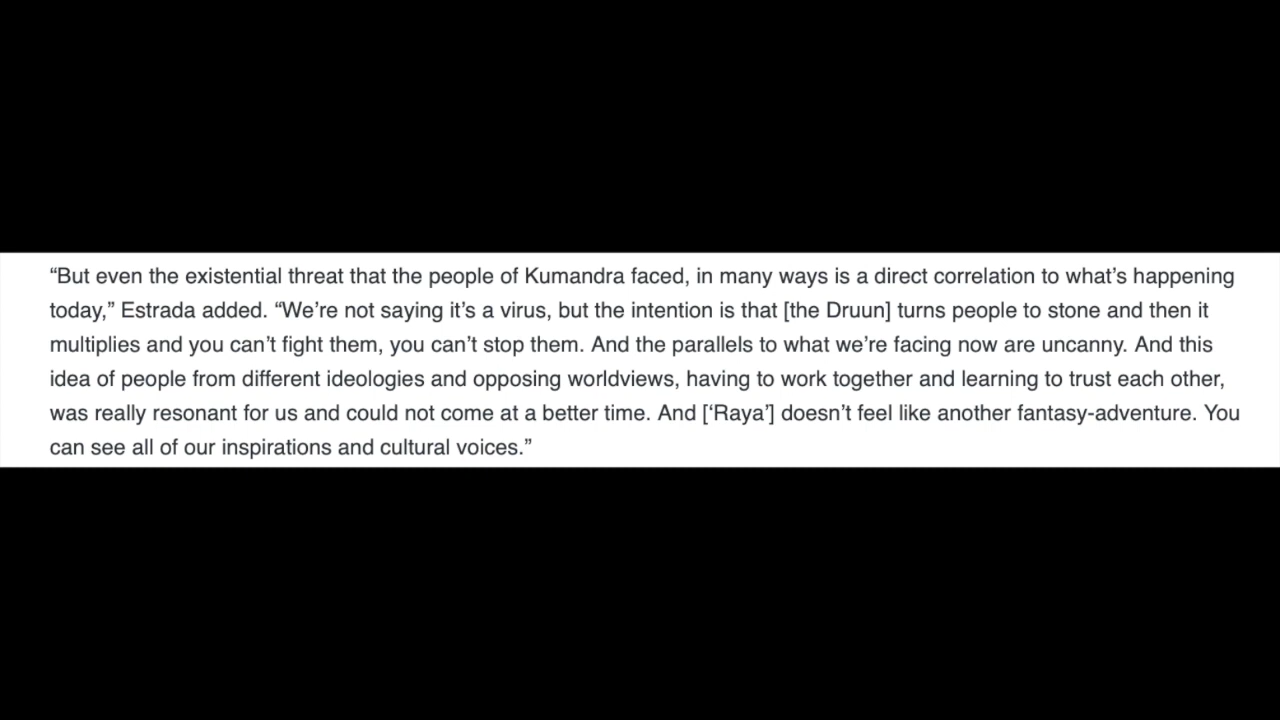 “But even the existential threat that the people of Kumandra faced, in many ways is a direct correlation to what’s happening
today,” Estrada added. “We’re not saying it’s a virus, but the intention is that [the Druun] turns people to stone and then it
multiplies and you can’t fight them, you can’t stop them. And the parallels to what we’re facing now are uncanny. And this
idea of people from different ideologies and opposing worldviews, having to work together and learning to trust each other,
was really resonant for us and could not come at a better time. And [‘Raya’] doesn’t feel like another fantasy-adventure. You
can see all of our inspirations and cultural voices.”